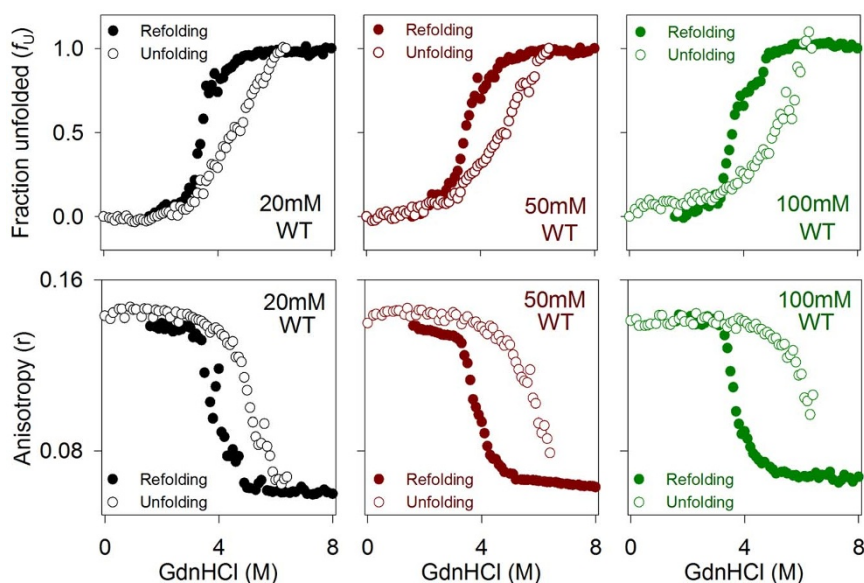 Fraction unfolded (fU)
1.0
0.5
0.0
Refolding
Unfolding
20mM
WT
Refolding
Unfolding
50mM
WT
Refolding
Unfolding
100mM
WT
Anisotropy (r)
0.16
0.08
20mM
WT
Refolding
Unfolding
0 4 8
GdnHCl (M)
50mM
WT
Refolding
Unfolding
0 4 8
GdnHCl (M)
100mM
WT
Refolding
Unfolding
0 4 8
GdnHCl (M)